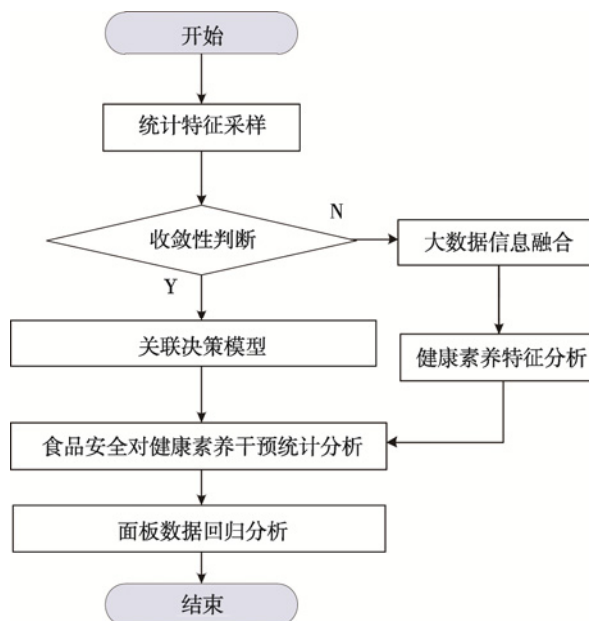 开始
统计特征采样
收敛性判断
N
大数据信息融合
Y
关联决策模型
健康素养特征分析
食品安全对健康素养干预统计分析
面板数据回归分析
结束